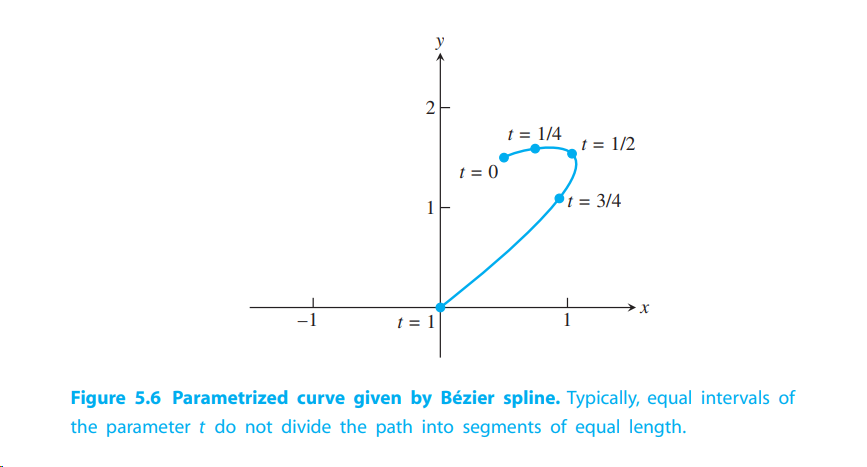 y
2
t = 1/4
t = 1/2
t = 0
1
t = 3/4
x
−1
t = 1
1
Figure 5.6 Parametrized curve given by Bézier spline. Typically, equal intervals of
the parameter t do not divide the path into segments of equal length.